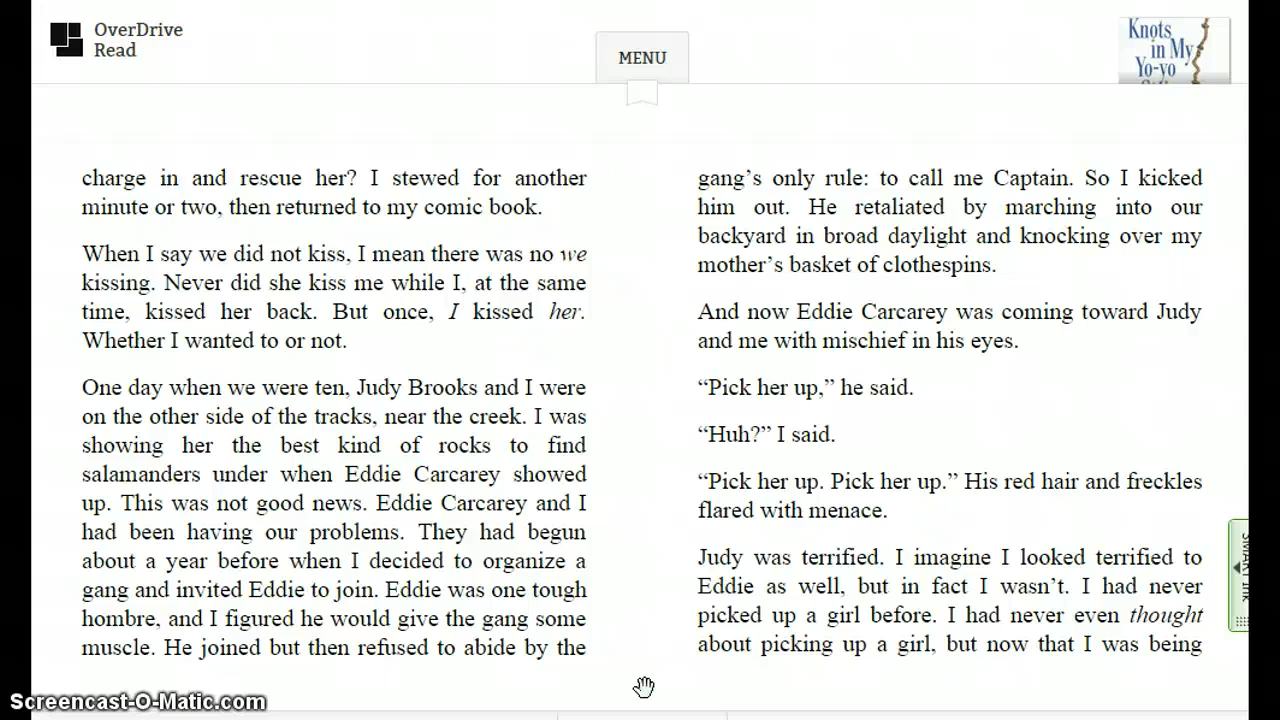 OverDrive
Read
MENU
Knots
in My
Yo-yo
charge in and rescue her? I stewed for another
minute or two, then returned to my comic book.
When I say we did not kiss, I mean there was no we
kissing. Never did she kiss me while I, at the same
time, kissed her back. But once, I kissed her.
Whether I wanted to or not.
One day when we were ten, Judy Brooks and I were
on the other side of the tracks, near the creek. I was
showing her the best kind of rocks to find
salamanders under when Eddie Carcarey showed
up. This was not good news. Eddie Carcarey and I
had been having our problems. They had begun
about a year before when I decided to organize a
gang and invited Eddie to join. Eddie was one tough
hombre, and I figured he would give the gang some
muscle. He joined but then refused to abide by the
gang’s only rule: to call me Captain. So I kicked
him out. He retaliated by marching into our
backyard in broad daylight and knocking over my
mother’s basket of clothespins.
And now Eddie Carcarey was coming toward Judy
and me with mischief in his eyes.
“Pick her up,” he said.
“Huh?” I said.
“Pick her up. Pick her up.” His red hair and freckles
flared with menace.
Judy was terrified. I imagine I looked terrified to
Eddie as well, but in fact I wasn’t. I had never
picked up a girl before. I had never even thought
about picking up a girl, but now that I was being
Screencast-O-Matic.com